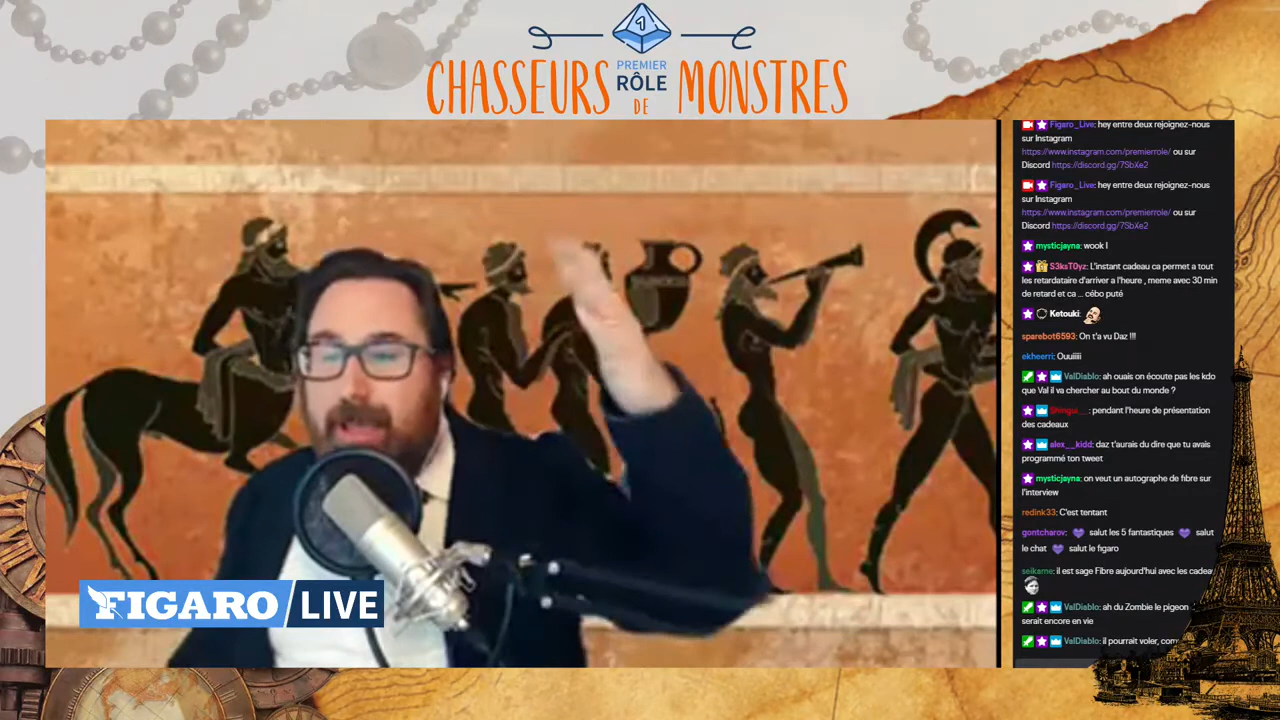 1
PREMIER
RÔLE
CHASSEURS DE MONSTRES
Figaro_Live: hey entre deux rejoignez-nous
sur Instagram
https://www.instagram.com/premierrole/ ou sur
Discord https://discord.gg/7SbXe2
Figaro_Live: hey entre deux rejoignez-nous
sur Instagram
https://www.instagram.com/premierrole/ ou sur
Discord https://discord.gg/7SbXe2
mysticjayna: wook !
S3ksT0yz: L'instant cadeau ca permet a tout
les retardataire d'arriver a l'heure , meme avec 30 min
de retard et ca ... cébo puté
Ketouki:
sparebot6593: On t'a vu Daz !!!
ekheerri: Ouuiiiii
ValDiablo: ah ouais on écoute pas les kdo
que Val il va chercher au bout du monde ?
Shingu__: pendant l'heure de présentation
des cadeaux
alex__kidd: daz t'aurais du dire que tu avais
programmé ton tweet
mysticjayna: on veut un autographe de fibre sur
l'interview
redink33: C'est tentant
gontcharov: salut les 5 fantastiques salut
le chat salut le figaro
seikame: il est sage Fibre aujourd'hui avec les cadeau
ValDiablo: ah du Zombie le pigeon
serait encore en vie
ValDiablo: il pourrait voler,
FIGARO/LIVE